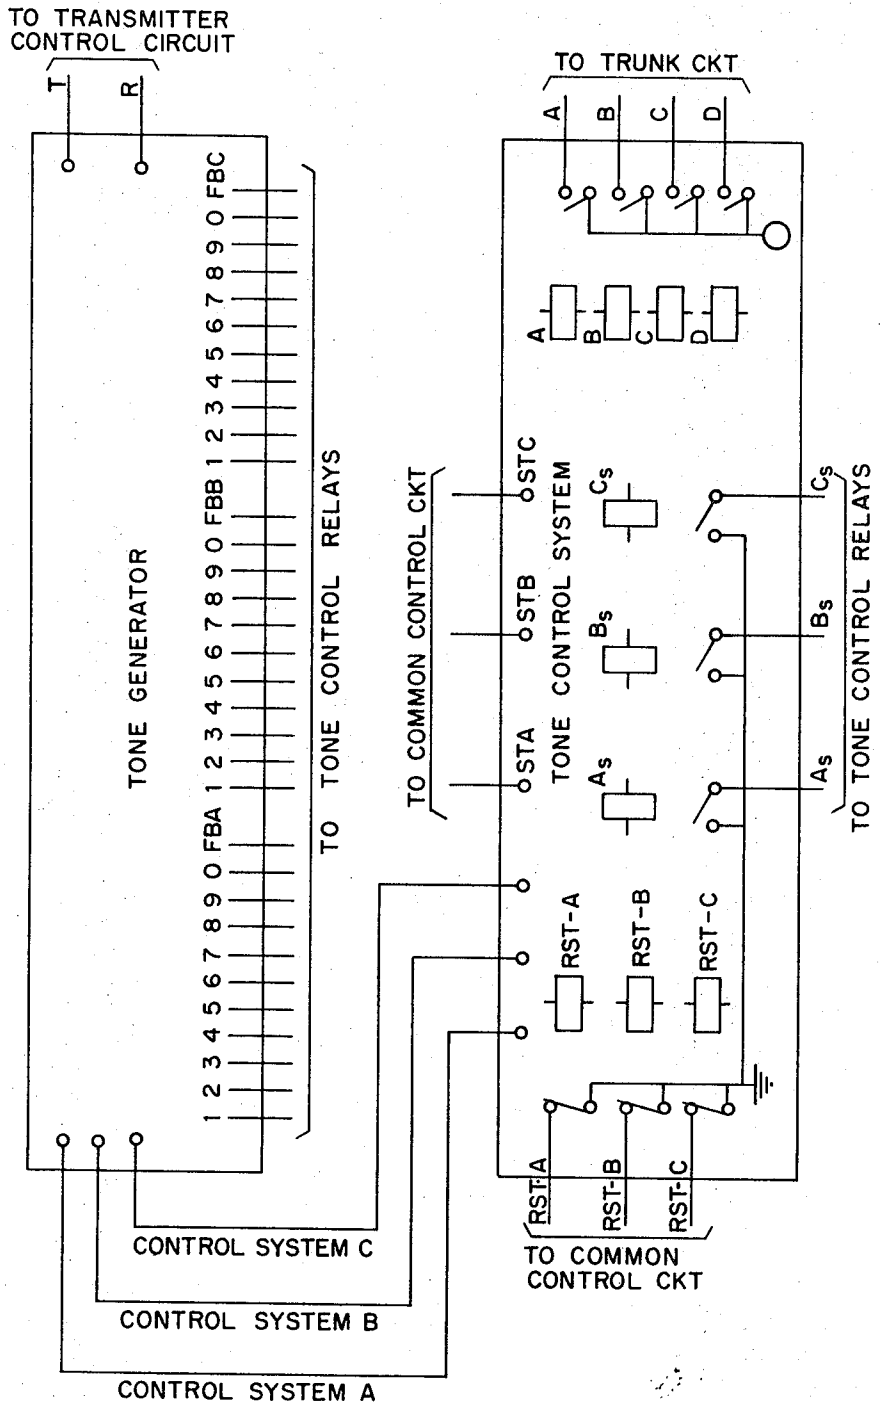 TO TRANSMITTER
CONTROL CIRCUIT
T
R
FBC
0
9
8
7
6
5
4
3
2
1
FBB
0
9
8
7
6
5
4
3
2
1
FBA
0
9
8
7
6
5
4
3
2
1
TONE GENERATOR
TO TONE CONTROL RELAYS
CONTROL SYSTEM C
CONTROL SYSTEM B
CONTROL SYSTEM A
TO TRUNK CKT
A
B
C
D
A
B
C
D
TO COMMON CONTROL CKT
STC
STB
STA
TONE CONTROL SYSTEM
Cs
Bs
As
Cs
Bs
As
TO TONE CONTROL RELAYS
RST-A
RST-B
RST-C
RST-A
RST-B
RST-C
TO COMMON
CONTROL CKT